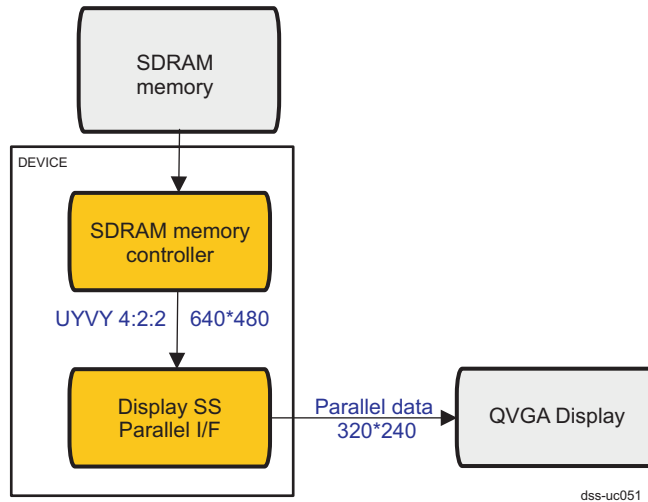 SDRAM
memory
DEVICE
SDRAM memory
controller
UYVY 4:2:2 640*480
Display SS
Parallel I/F
Parallel data
320*240
QVGA Display
dss-uc051